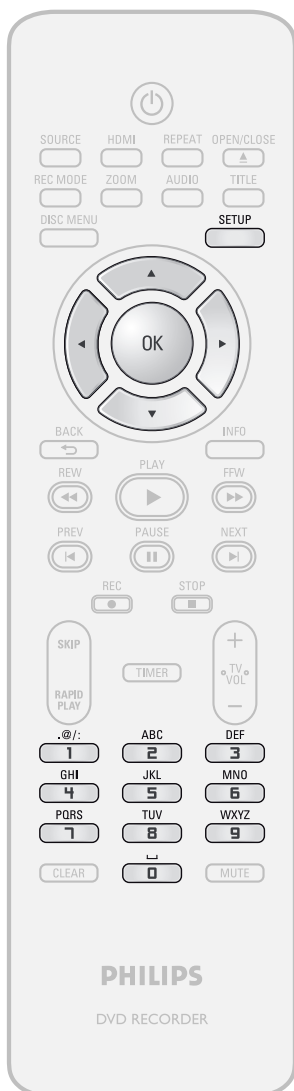 SOURCE HDMI REPEAT OPEN/CLOSE
REC MODE ZOOM AUDIO TITLE
DISC MENU SETUP
OK
BACK INFO
REW PLAY FFW
PREV PAUSE NEXT
REC STOP
SKIP
RAPID
PLAY
TIMER
+
TV
VOL
–
.@/: ABC DEF
1 2 3
GHI JKL MNO
4 5 6
PQRS TUV WXYZ
7 8 9
CLEAR 0 MUTE
PHILIPS
DVD RECORDER